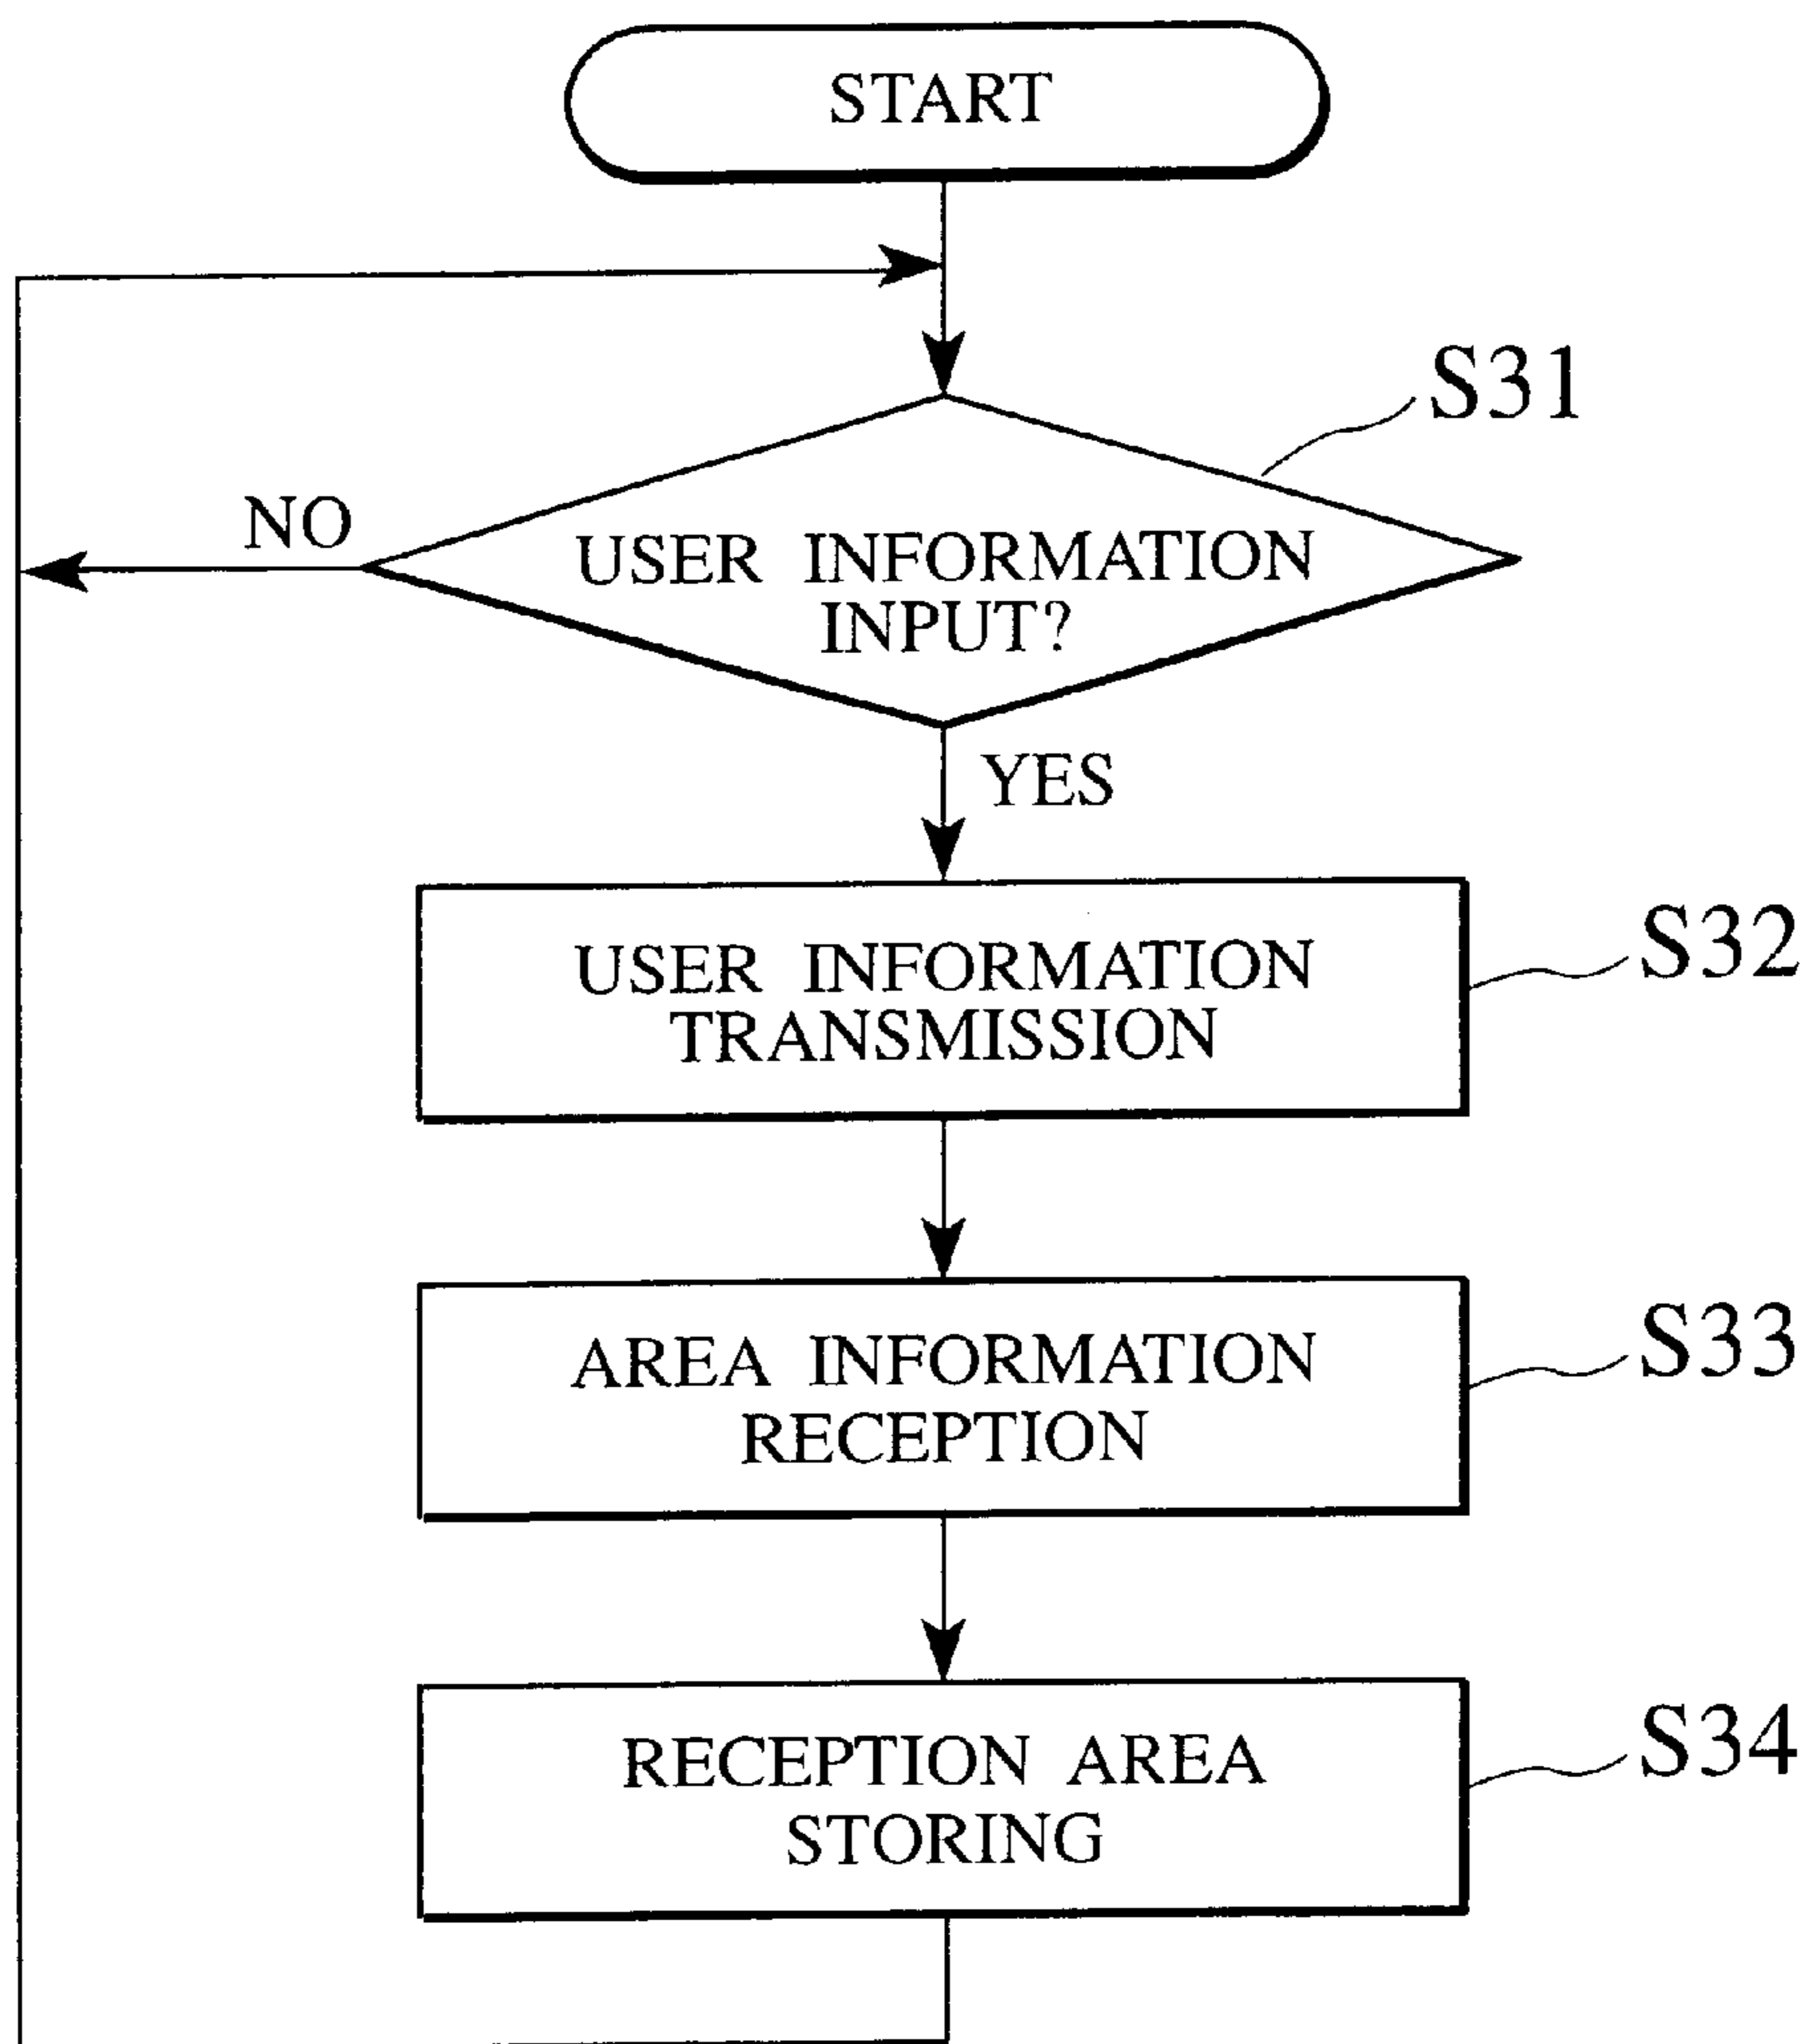 START
S31
NO
USER INFORMATION
INPUT?
YES
S32
USER INFORMATION
TRANSMISSION
S33
AREA INFORMATION
RECEPTION
S34
RECEPTION AREA
STORING